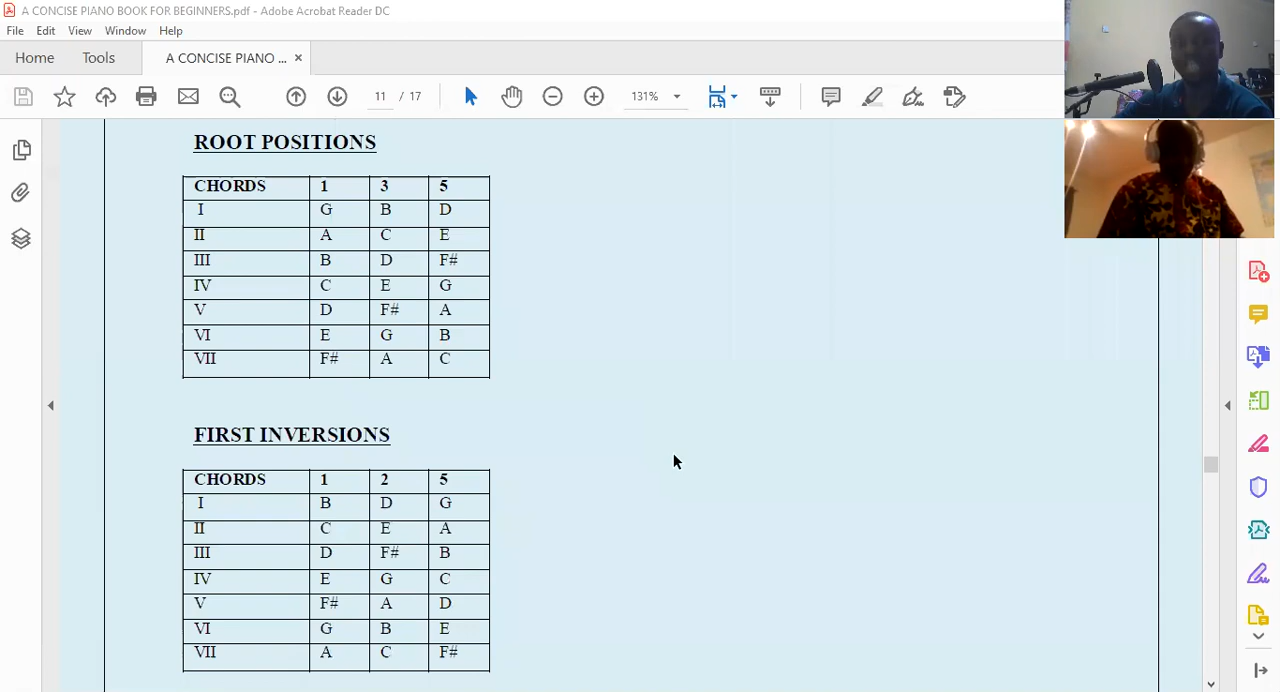 A CONCISE PIANO BOOK FOR BEGINNERS.pdf - Adobe Acrobat Reader DC
File Edit View Window Help
Home Tools A CONCISE PIANO ... ×
11 / 17 131%
ROOT POSITIONS
CHORDS 1 3 5
I G B D
II A C E
III B D F#
IV C E G
V D F# A
VI E G B
VII F# A C
FIRST INVERSIONS
CHORDS 1 2 5
I B D G
II C E A
III D F# B
IV E G C
V F# A D
VI G B E
VII A C F#